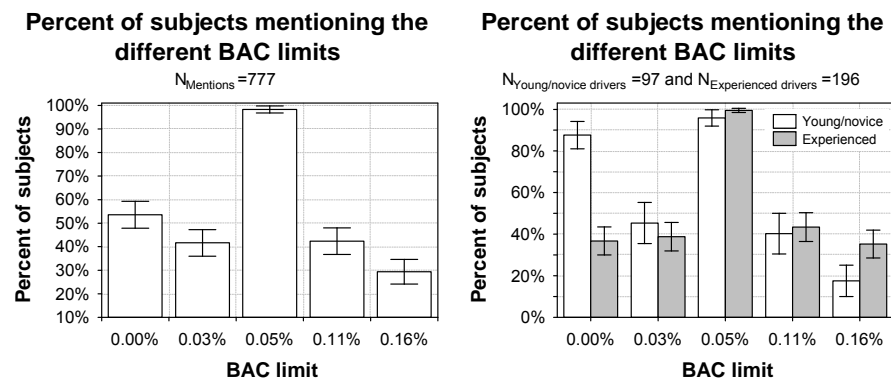 Percent of subjects mentioning the
different BAC limits
N Mentions =777
100%
90%
80%
70%
60%
50%
40%
30%
20%
10%
Percent of subjects
0.00% 0.03% 0.05% 0.11% 0.16%
BAC limit
Percent of subjects mentioning the
different BAC limits
N Young/novice drivers =97 and N Experienced drivers =196
100%
80%
60%
40%
20%
0%
Percent of subjects
Young/novice
Experienced
0.00% 0.03% 0.05% 0.11% 0.16%
BAC limit